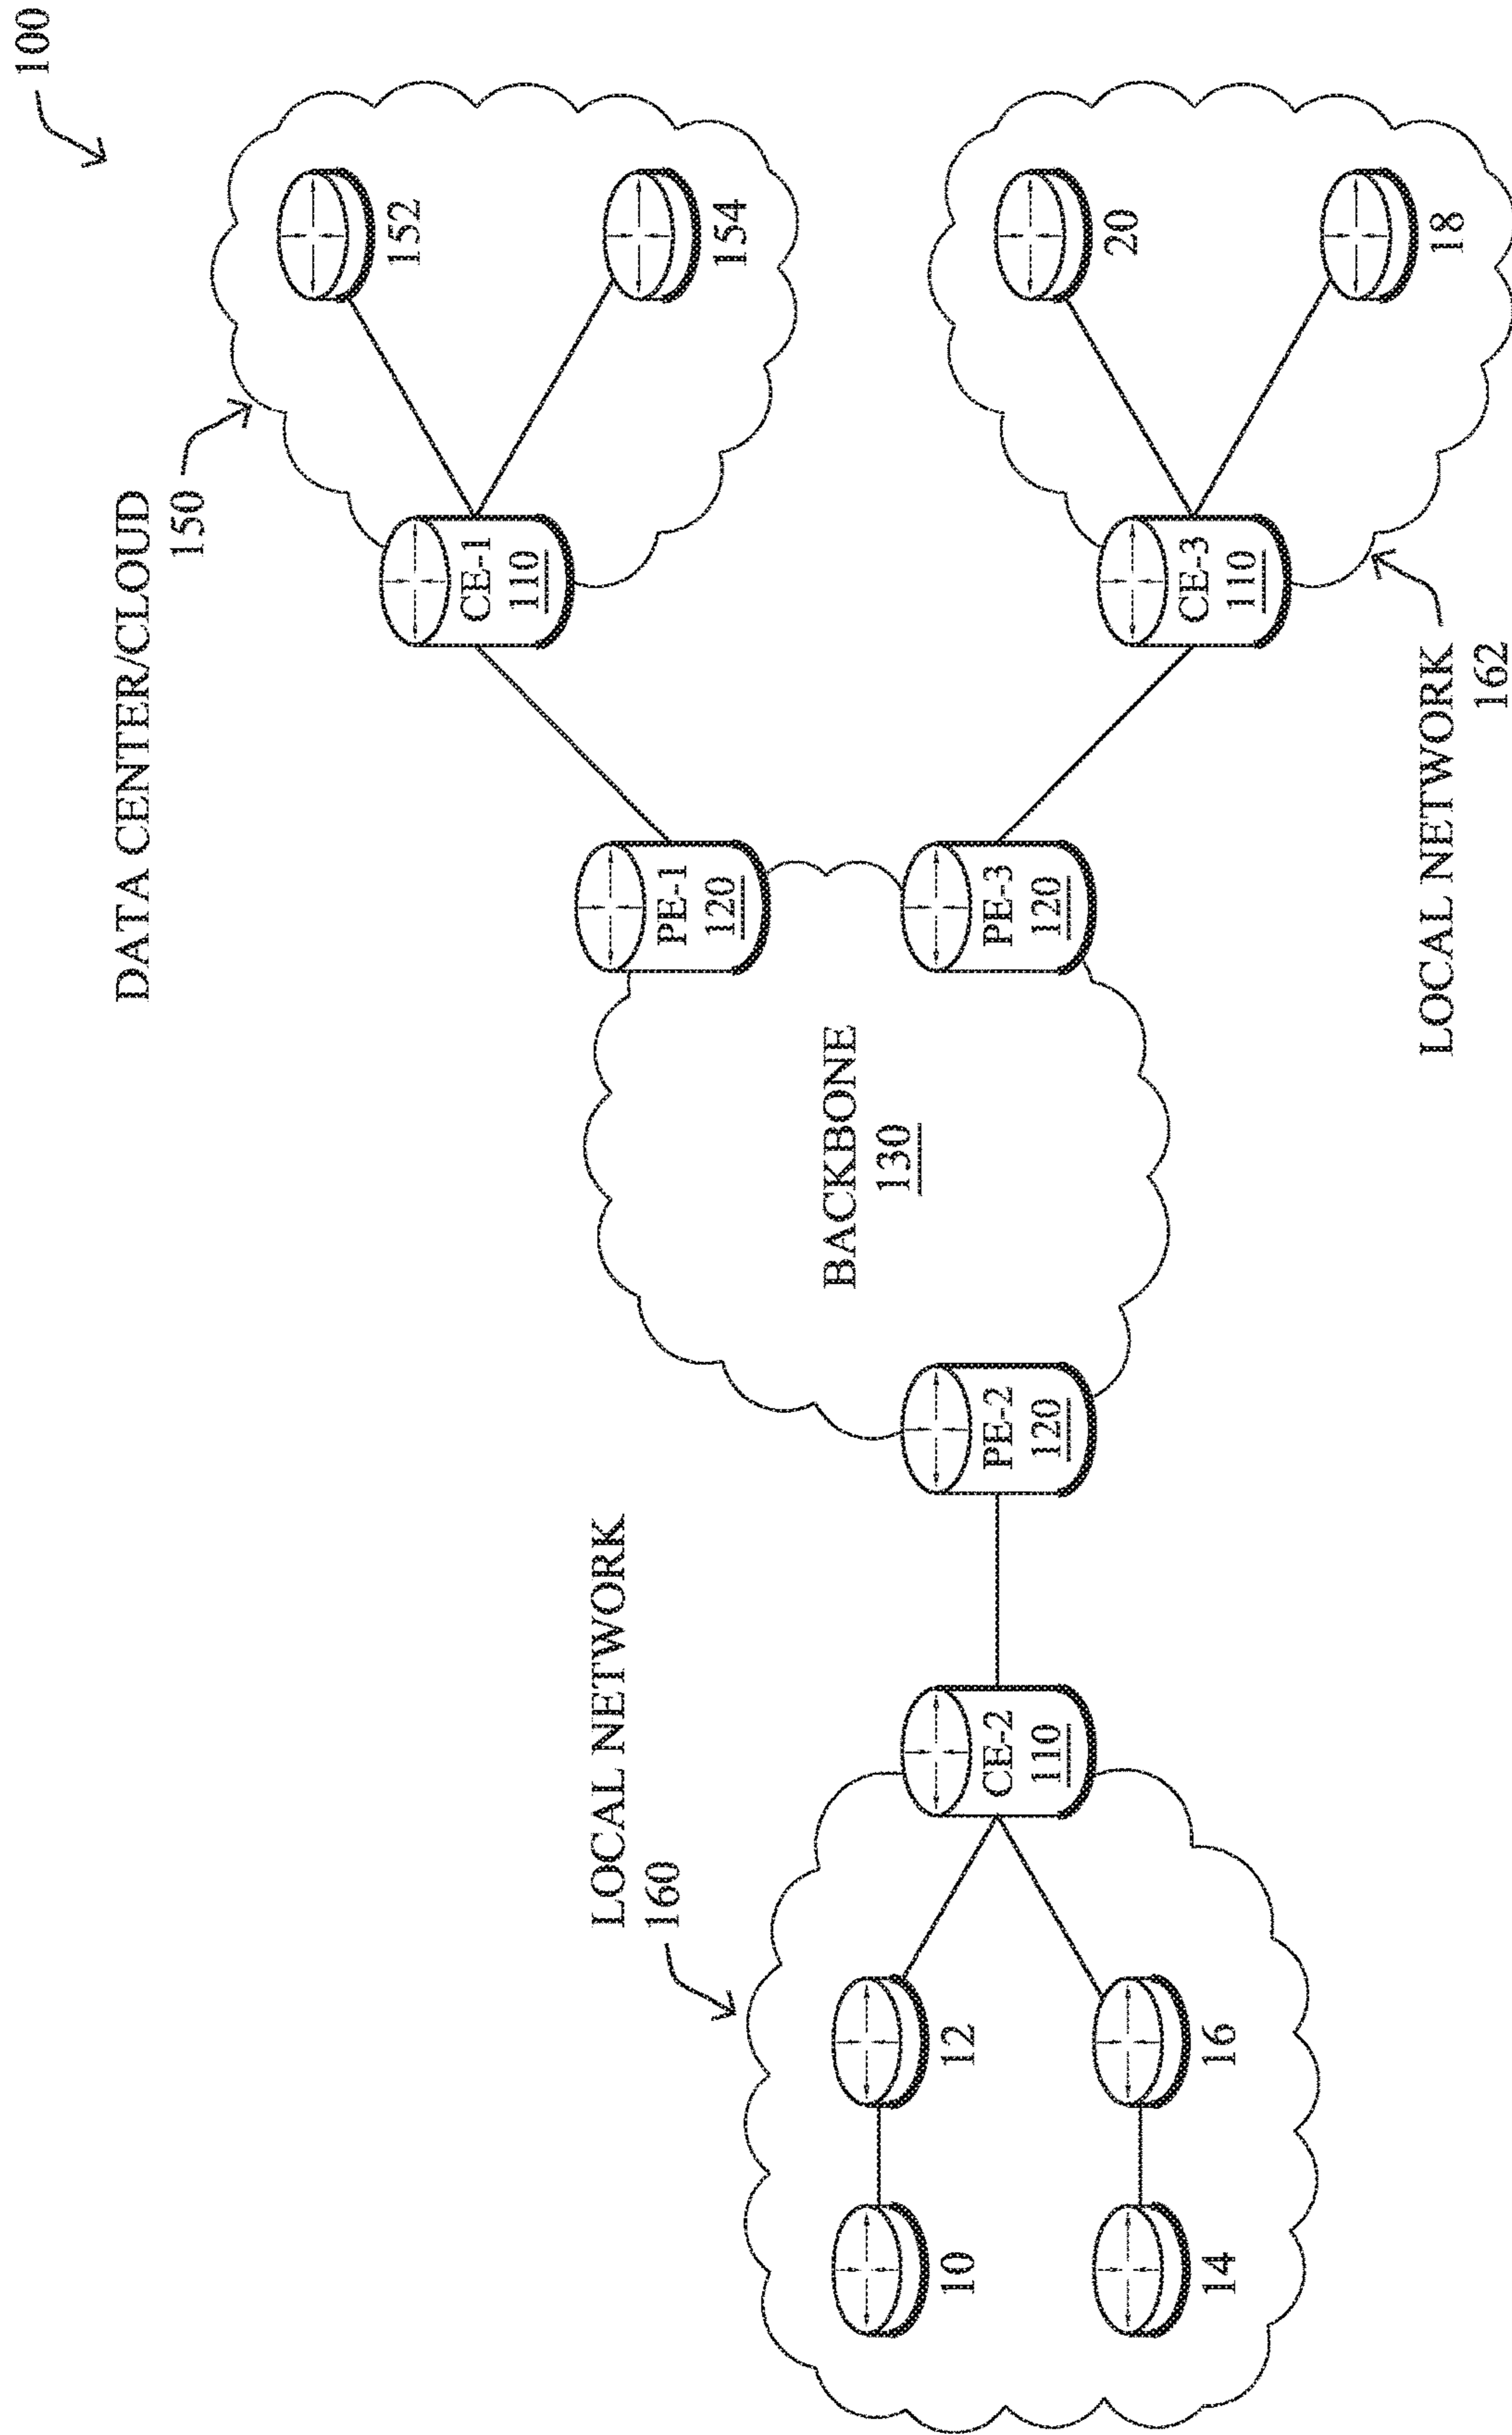 100
DATA CENTER/CLOUD
150
152
154
CE-1
110
PE-1
120
LOCAL NETWORK
160
BACKBONE
130
10
12
14
16
CE-2
110
PE-2
120
PE-3
120
CE-3
110
20
18
LOCAL NETWORK
162